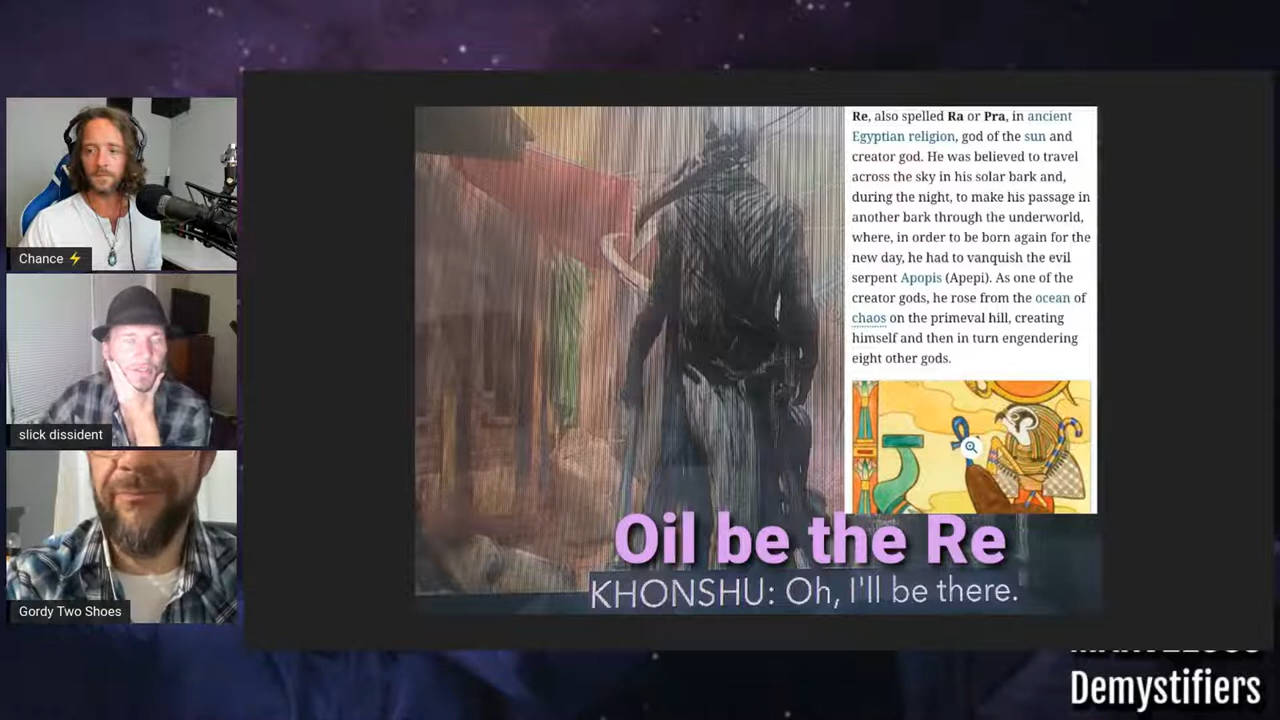 Chance ⚡
slick dissident
Gordy Two Shoes
Re, also spelled Ra or Pra, in ancient
Egyptian religion, god of the sun and
creator god. He was believed to travel
across the sky in his solar bark and,
during the night, to make his passage in
another bark through the underworld,
where, in order to be born again for the
new day, he had to vanquish the evil
serpent Apopis (Apepi). As one of the
creator gods, he rose from the ocean of
chaos on the primeval hill, creating
himself and then in turn engendering
eight other gods.
Oil be the Re
KHONSHU: Oh, I'll be there.
Demystifiers